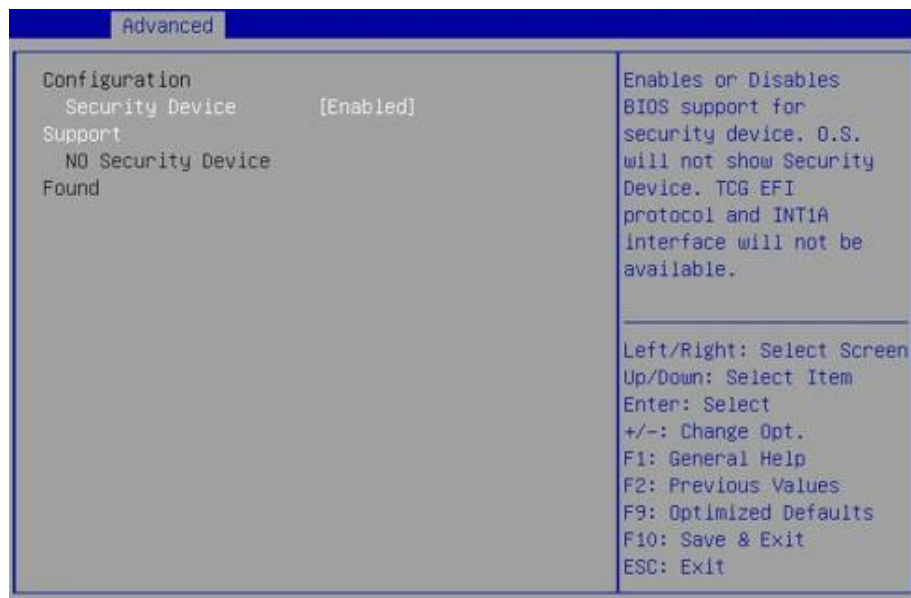 Advanced
Configuration
Security Device [Enabled]
Support
NO Security Device
Found
Enables or Disables
BIOS support for
security device. O.S.
will not show Security
Device. TCG EFI
protocol and INT1A
interface will not be
available.
Left/Right: Select Screen
Up/Down: Select Item
Enter: Select
+/-: Change Opt.
F1: General Help
F2: Previous Values
F9: Optimized Defaults
F10: Save & Exit
ESC: Exit